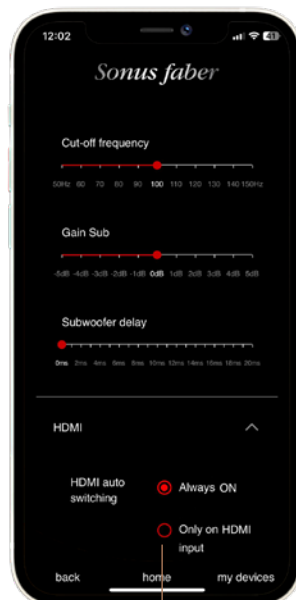 12:02 41
Sonus faber
Cut-off frequency
50Hz 60 70 80 90 100 110 120 130 140 150Hz
Gain Sub
-5dB -4dB -3dB -2dB -1dB 0dB 1dB 2dB 3dB 4dB 5dB
Subwoofer delay
0ms 2ms 4ms 6ms 8ms 10ms 12ms 14ms 16ms 18ms 20ms
HDMI
HDMI auto Always ON
switching
Only on HDMI
input
back home my devices